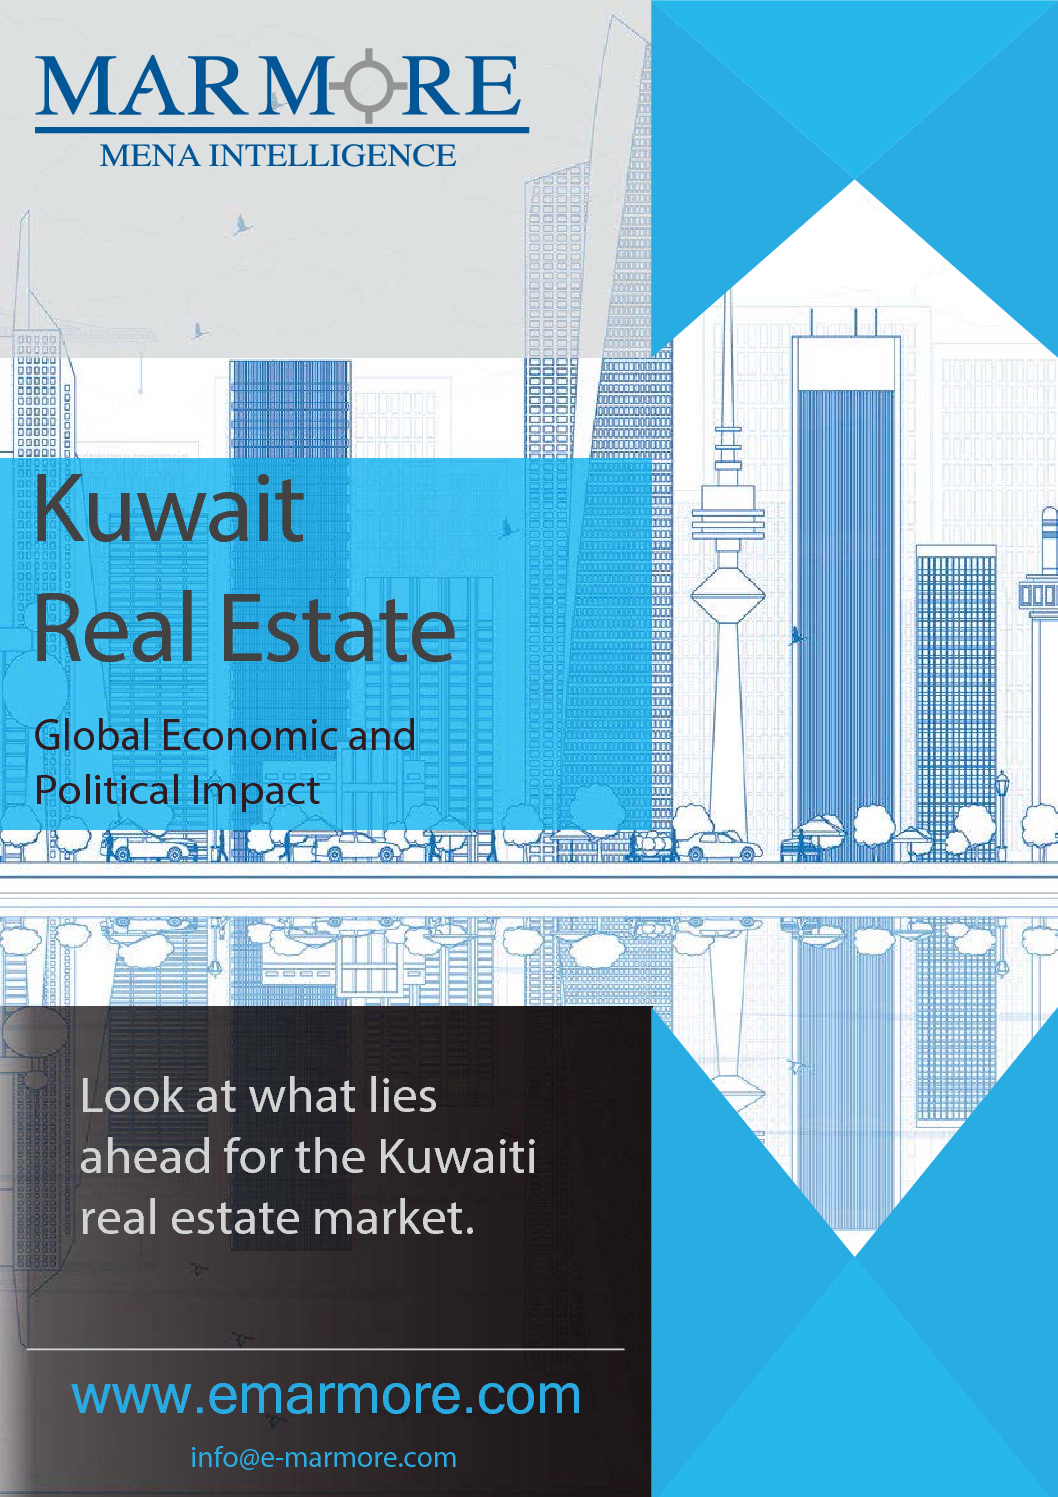 MARMORE
MENA INTELLIGENCE
Kuwait
Real Estate
Global Economic and
Political Impact
Look at what lies
ahead for the Kuwaiti
real estate market.
www.emarmore.com
info@e-marmore.com